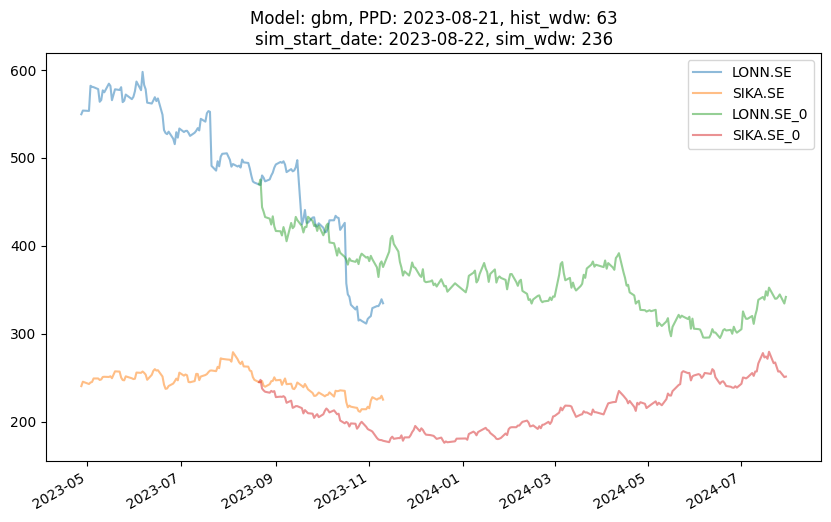 Model: gbm, PPD: 2023-08-21, hist_wdw: 63
sim_start_date: 2023-08-22, sim_wdw: 236
600
500
400
300
200
LONN.SE
SIKA.SE
LONN.SE_0
SIKA.SE_0
2023-05
2023-07
2023-09
2023-11
2024-01
2024-03
2024-05
2024-07